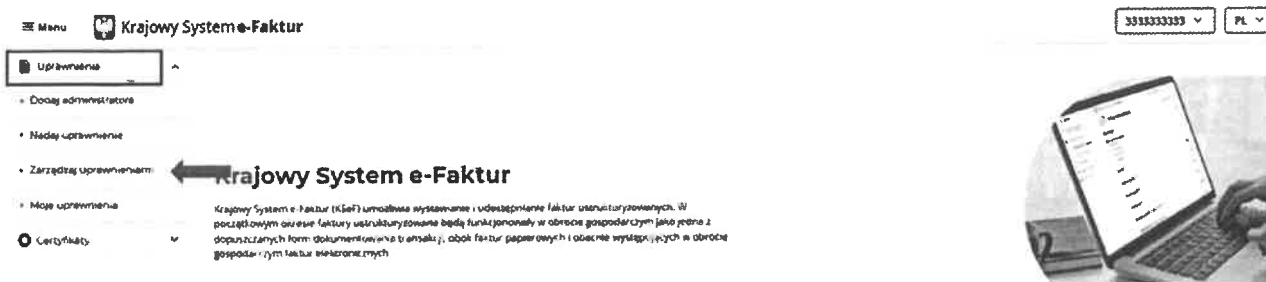 Menu
Krajowy System e-Faktur
3333333333
PL
Uprawnienia
Dodaj administratora
Nadaj uprawnienie
Zarządzaj uprawnieniami
Moje uprawnienia
Certyfikaty
Krajowy System e-Faktur
Krajowy System e-Faktur (KSeF) umożliwia wystawianie i udostępnianie faktur ustrukturyzowanych. W
początkowym okresie faktury ustrukturyzowane będą funkcjonowały w obrocie gospodarczym jako jedna z
dopuszczanych form dokumentowania transakcji, obok faktur papierowych i obecnie występujących w obrocie
gospodarczym faktur elektronicznych